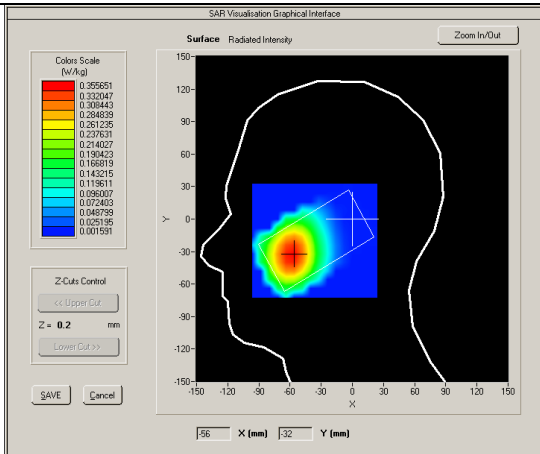 SAR Visualisation Graphical Interface
Surface Radiated Intensity
Zoom In/Out
Colors Scale
(W/kg)
0.355651
0.332047
0.308443
0.284839
0.261235
0.237631
0.214027
0.190423
0.166819
0.143215
0.119611
0.096007
0.072403
0.048799
0.025195
0.001591
Z-Cuts Control
<< Upper Cut
Z = 0.2 mm
Lower Cut >>
SAVE Cancel
150
120
90
60
30
0
-30
-60
-90
-120
-150
Y
-150 -120 -90 -60 -30 0 30 60 90 120 150
X
-56 X (mm) -32 Y (mm)